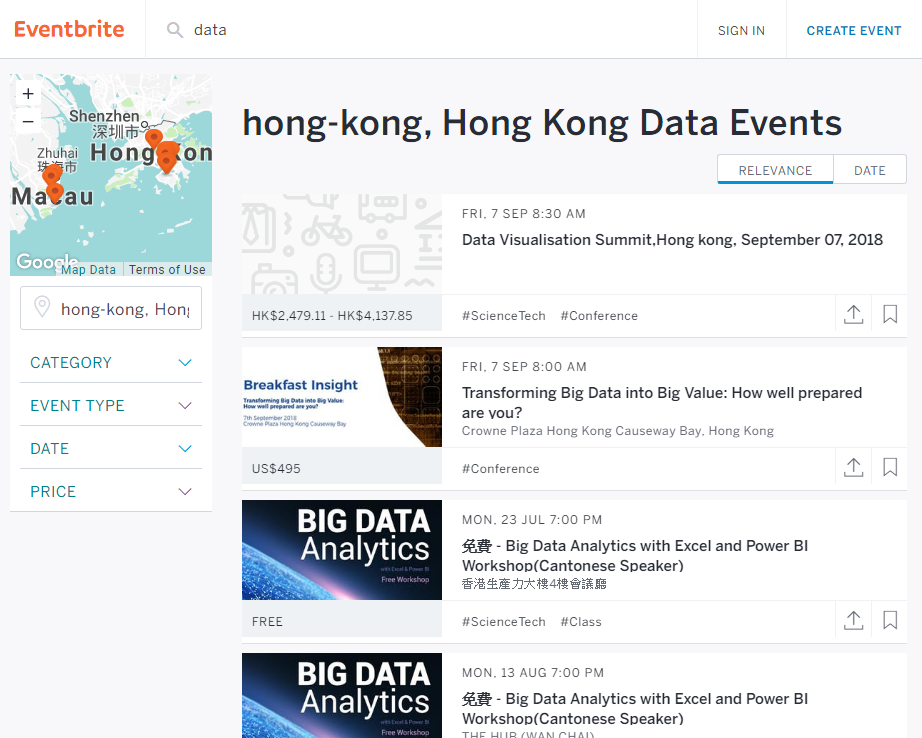 Eventbrite
data
SIGN IN
CREATE EVENT
+
−
Shenzhen
深圳市
Zhuhai
珠海市
Hong Kon
Macau
Google
Map Data
Terms of Use
hong-kong, Hong
CATEGORY
EVENT TYPE
DATE
PRICE
hong-kong, Hong Kong Data Events
RELEVANCE
DATE
FRI, 7 SEP 8:30 AM
Data Visualisation Summit,Hong kong, September 07, 2018
HK$2,479.11 - HK$4,137.85
#ScienceTech #Conference
Breakfast Insight
Transforming Big Data into Big Value:
How well prepared are you?
7th September 2018
Crowne Plaza Hong Kong Causeway Bay
FRI, 7 SEP 8:00 AM
Transforming Big Data into Big Value: How well prepared
are you?
Crowne Plaza Hong Kong Causeway Bay, Hong Kong
US$495
#Conference
BIG DATA
Analytics
with Excel & Power BI
Free Workshop
MON, 23 JUL 7:00 PM
免費 - Big Data Analytics with Excel and Power BI
Workshop(Cantonese Speaker)
香港生產力大樓4樓會議廳
FREE
#ScienceTech #Class
BIG DATA
Analytics
with Excel & Power BI
Free Workshop
MON, 13 AUG 7:00 PM
免費 - Big Data Analytics with Excel and Power BI
Workshop(Cantonese Speaker)
THE HUB (WAN CHAI)